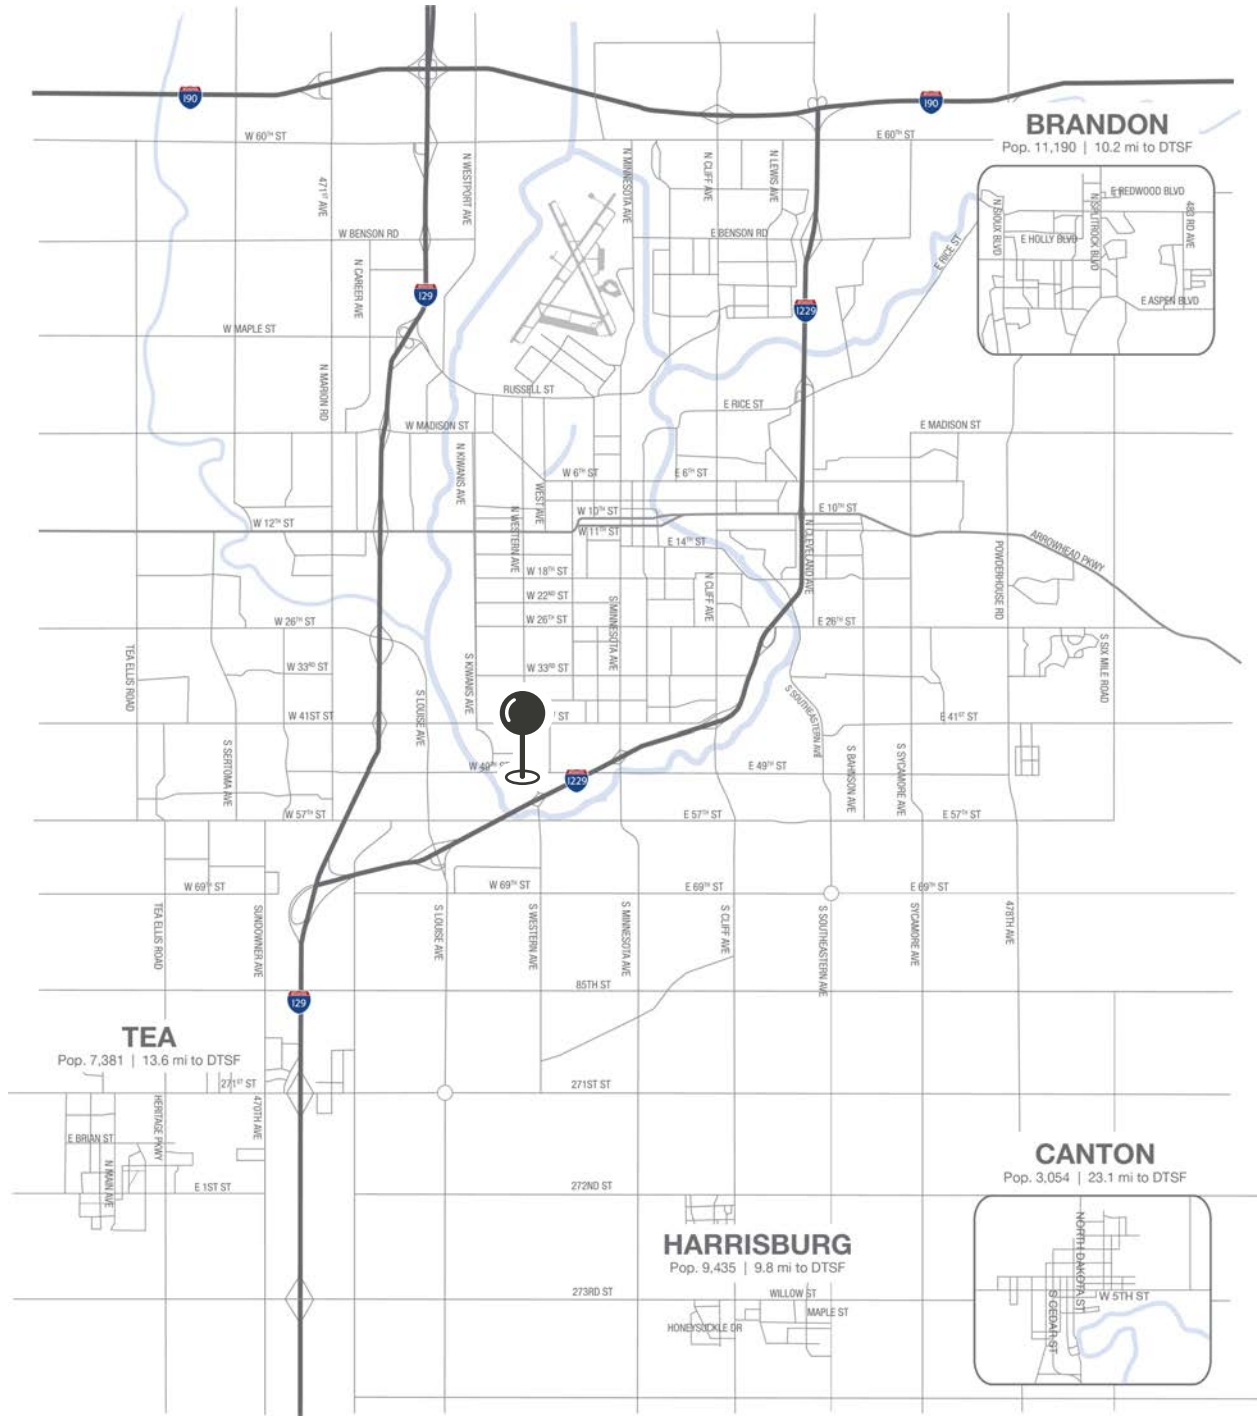 I90
I90
BRANDON
Pop. 11,190 | 10.2 mi to DTSF
W 60TH ST
E 60TH ST
N WESTPORT AVE
N MINNESOTA AVE
N CLIFF AVE
N LEWIS AVE
471ST AVE
E REDWOOD BLVD
N SIOUX BLVD
N SPLITROCK BLVD
483 RD AVE
E HOLLY BLVD
E ASPEN BLVD
W BENSON RD
E BENSON RD
E RICE ST
N CAREER AVE
I29
I229
W MAPLE ST
N MARION RD
RUSSELL ST
E RICE ST
W MADISON ST
E MADISON ST
N KIWANIS AVE
W 6TH ST
E 6TH ST
WEST AVE
N WESTERN AVE
W 10TH ST
E 10TH ST
W 12TH ST
W 11TH ST
E 14TH ST
N CLEVELAND AVE
ARROWHEAD PKWY
POWDERHOUSE RD
W 18TH ST
N CLIFF AVE
W 22ND ST
S MINNESOTA AVE
W 26TH ST
W 26TH ST
E 26TH ST
TEA ELLIS ROAD
W 33RD ST
S KIWANIS AVE
W 33RD ST
S SIX MILE ROAD
S LOUISE AVE
S SOUTHEASTERN AVE
W 41ST ST
ST
E 41ST ST
S SERTOMA AVE
S BAHNSON AVE
S SYCAMORE AVE
W 49TH ST
I229
E 49TH ST
W 57TH ST
E 57TH ST
E 57TH ST
W 69TH ST
W 69TH ST
E 69TH ST
E 69TH ST
TEA ELLIS ROAD
SUNDOWNER AVE
S LOUISE AVE
S WESTERN AVE
S MINNESOTA AVE
S CLIFF AVE
S SOUTHEASTERN AVE
SYCAMORE AVE
478TH AVE
85TH ST
I29
TEA
Pop. 7,381 | 13.6 mi to DTSF
271ST ST
271ST ST
HERITAGE PKWY
470TH AVE
E BRIAN ST
N MAIN AVE
E 1ST ST
272ND ST
CANTON
Pop. 3,054 | 23.1 mi to DTSF
NORTH DAKOTA ST
W 5TH ST
S CEDAR ST
HARRISBURG
Pop. 9,435 | 9.8 mi to DTSF
273RD ST
WILLOW ST
MAPLE ST
HONEYSUCKLE DR